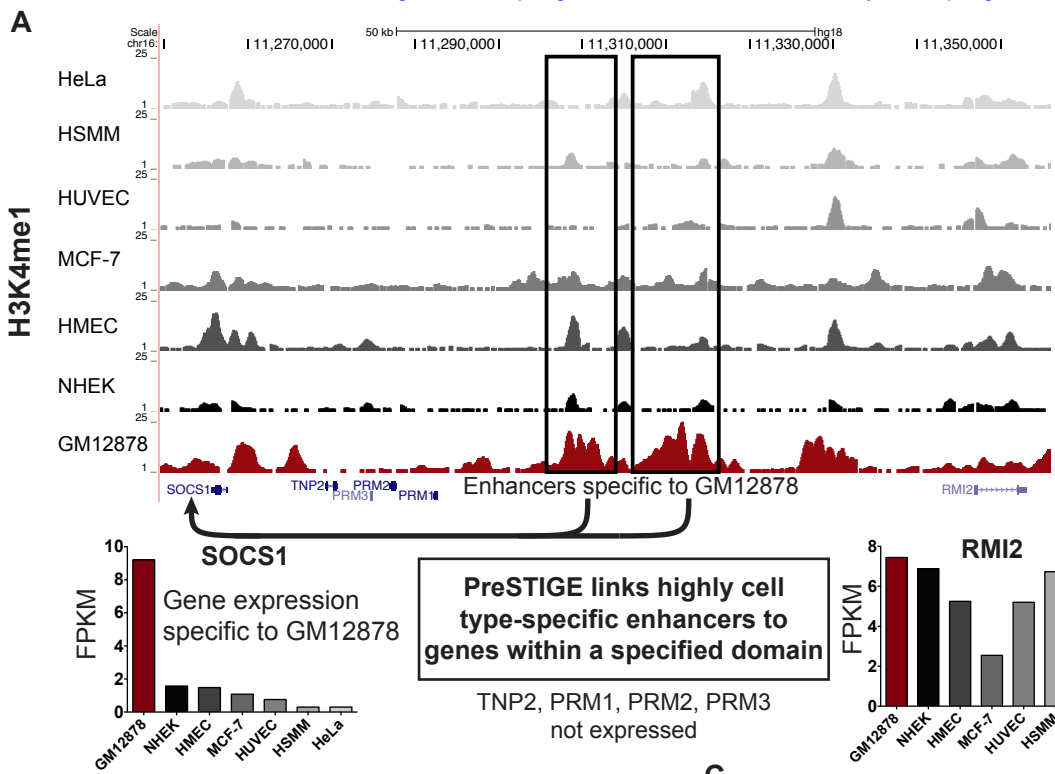 A
Scale
50 kb
hg18
chr16:
11,270,000
11,290,000
11,310,000
11,330,000
11,350,000
H3K4me1
25
HeLa
1
25
HSMM
1
25
HUVEC
1
25
MCF-7
1
25
HMEC
1
25
NHEK
1
25
GM12878
1
SOCS1
TNP2
PRM3
PRM2
PRM1
Enhancers specific to GM12878
RMI2
SOCS1
FPKM
10
8
6
4
2
0
Gene expression
specific to GM12878
GM12878
NHEK
HMEC
MCF-7
HUVEC
HSMM
HeLa
PreSTIGE links highly cell
type-specific enhancers to
genes within a specified domain
TNP2, PRM1, PRM2, PRM3
not expressed
RMI2
FPKM
8
6
4
2
0
GM12878
NHEK
HMEC
MCF-7
HUVEC
HSMM